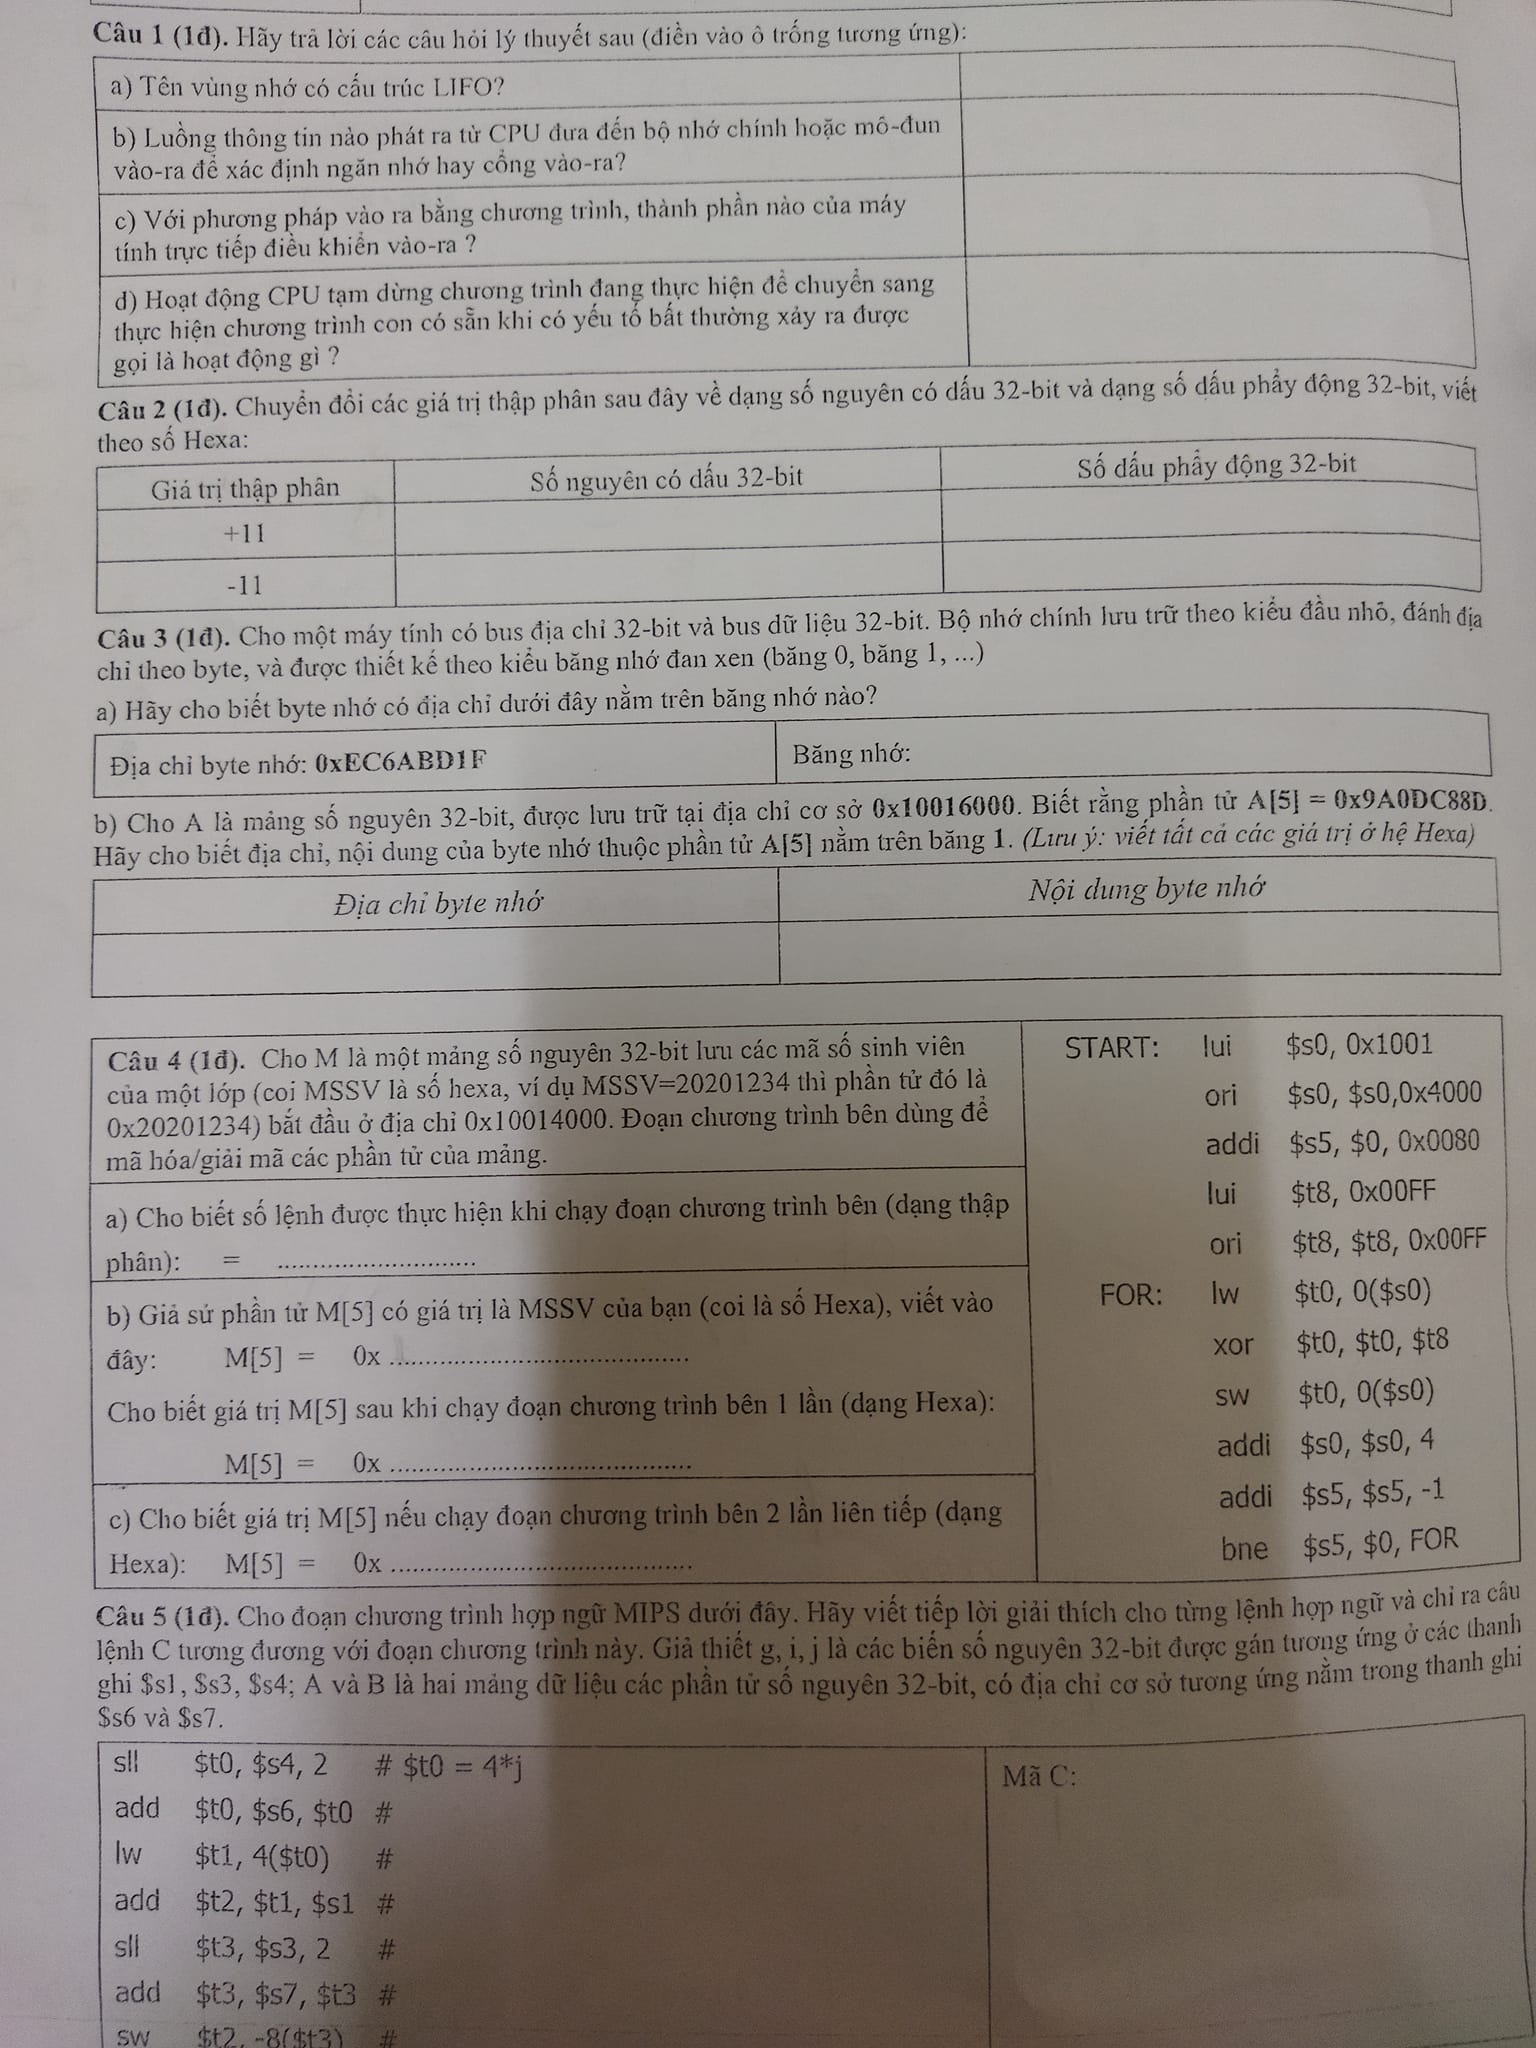 Câu 1 (1đ). Hãy trả lời các câu hỏi lý thuyết sau (điền vào ô trống tương ứng):
a) Tên vùng nhớ có cấu trúc LIFO?
b) Luồng thông tin nào phát ra từ CPU đưa đến bộ nhớ chính hoặc mô-đun
vào-ra để xác định ngăn nhớ hay cổng vào-ra?
c) Với phương pháp vào ra bằng chương trình, thành phần nào của máy
tính trực tiếp điều khiển vào-ra ?
d) Hoạt động CPU tạm dừng chương trình đang thực hiện để chuyển sang
thực hiện chương trình con có sẵn khi có yếu tố bất thường xảy ra được
gọi là hoạt động gì ?
Câu 2 (1đ). Chuyển đổi các giá trị thập phân sau đây về dạng số nguyên có dấu 32-bit và dạng số dấu phẩy động 32-bit, viết
theo số Hexa:
Giá trị thập phân Số nguyên có dấu 32-bit Số dấu phẩy động 32-bit
+11
-11
Câu 3 (1đ). Cho một máy tính có bus địa chỉ 32-bit và bus dữ liệu 32-bit. Bộ nhớ chính lưu trữ theo kiểu đầu nhỏ, đánh địa
chỉ theo byte, và được thiết kế theo kiểu băng nhớ đan xen (băng 0, băng 1, ...)
a) Hãy cho biết byte nhớ có địa chỉ dưới đây nằm trên băng nhớ nào?
Địa chỉ byte nhớ: 0xEC6ABD1F Băng nhớ:
b) Cho A là mảng số nguyên 32-bit, được lưu trữ tại địa chỉ cơ sở 0x10016000. Biết rằng phần tử A[5] = 0x9A0DC88D.
Hãy cho biết địa chỉ, nội dung của byte nhớ thuộc phần tử A[5] nằm trên băng 1. (Lưu ý: viết tất cả các giá trị ở hệ Hexa)
Địa chỉ byte nhớ Nội dung byte nhớ
Câu 4 (1đ). Cho M là một mảng số nguyên 32-bit lưu các mã số sinh viên
của một lớp (coi MSSV là số hexa, ví dụ MSSV=20201234 thì phần tử đó là
0x20201234) bắt đầu ở địa chỉ 0x10014000. Đoạn chương trình bên dùng để
mã hóa/giải mã các phần tử của mảng.
a) Cho biết số lệnh được thực hiện khi chạy đoạn chương trình bên (dạng thập
phân): = ............................
b) Giả sử phần tử M[5] có giá trị là MSSV của bạn (coi là số Hexa), viết vào
đây: M[5] = 0x ..........................................
Cho biết giá trị M[5] sau khi chạy đoạn chương trình bên 1 lần (dạng Hexa):
M[5] = 0x ..........................................
c) Cho biết giá trị M[5] nếu chạy đoạn chương trình bên 2 lần liên tiếp (dạng
Hexa): M[5] = 0x ..........................................
START: lui $s0, 0x1001
ori $s0, $s0,0x4000
addi $s5, $0, 0x0080
lui $t8, 0x00FF
ori $t8, $t8, 0x00FF
FOR: lw $t0, 0($s0)
xor $t0, $t0, $t8
sw $t0, 0($s0)
addi $s0, $s0, 4
addi $s5, $s5, -1
bne $s5, $0, FOR
Câu 5 (1đ). Cho đoạn chương trình hợp ngữ MIPS dưới đây. Hãy viết tiếp lời giải thích cho từng lệnh hợp ngữ và chỉ ra câu
lệnh C tương đương với đoạn chương trình này. Giả thiết g, i, j là các biến số nguyên 32-bit được gán tương ứng ở các thanh
ghi $s1, $s3, $s4; A và B là hai mảng dữ liệu các phần tử số nguyên 32-bit, có địa chỉ cơ sở tương ứng nằm trong thanh ghi
$s6 và $s7.
sll $t0, $s4, 2 # $t0 = 4*j
add $t0, $s6, $t0 #
lw $t1, 4($t0) #
add $t2, $t1, $s1 #
sll $t3, $s3, 2 #
add $t3, $s7, $t3 #
sw $t2, -8($t3) #
Mã C: